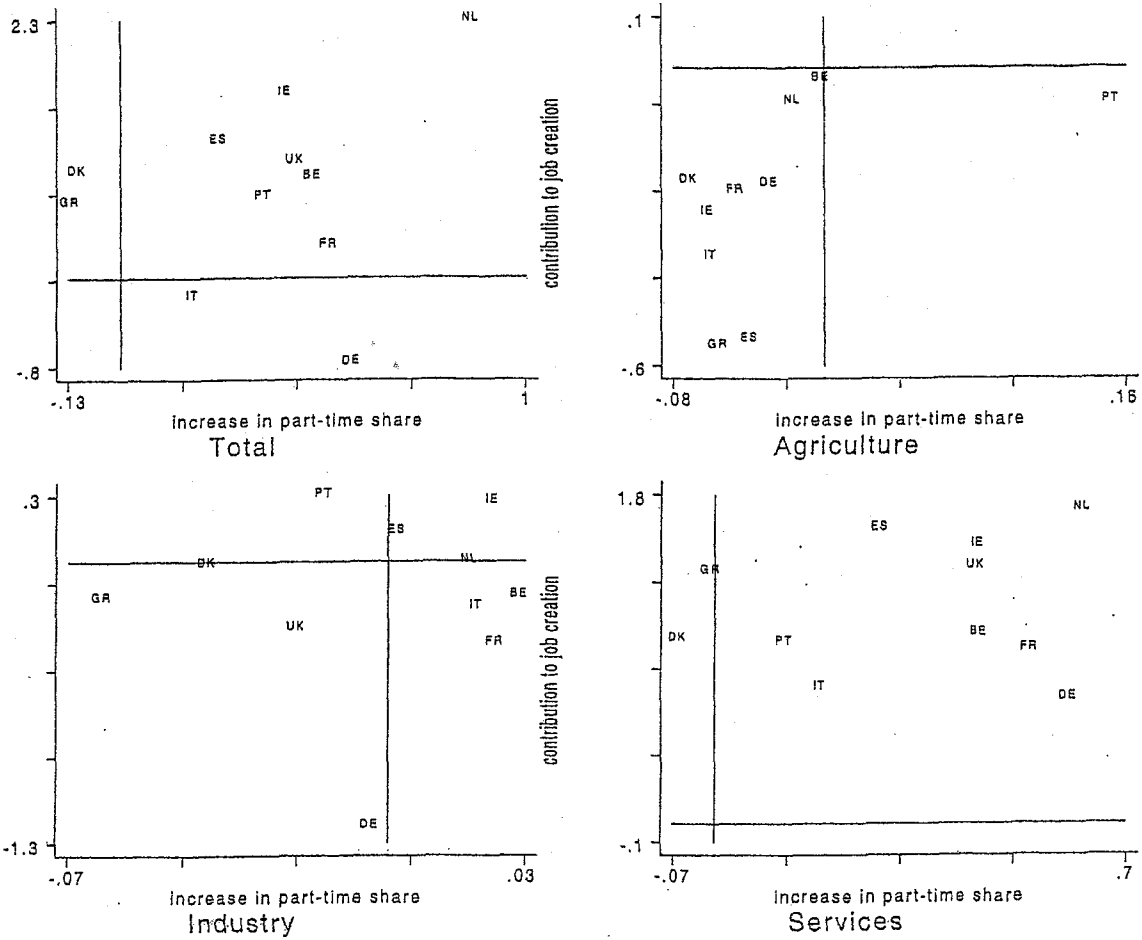 2.3
NL
IE
ES
UK
DK
BE
PT
GR
FR
IT
DE
-.8
-.13
1
increase in part-time share
Total
contribution to job creation
.1
BE
NL
PT
DK
FR
DE
IE
IT
GR
ES
-.6
-.08
.16
increase in part-time share
Agriculture
.3
PT
IE
ES
DK
NL
GR
BE
IT
UK
FR
DE
-1.3
-.07
.03
increase in part-time share
Industry
contribution to job creation
1.8
NL
ES
IE
UK
GR
BE
DK
PT
FR
IT
DE
-.1
-.07
.7
increase in part-time share
Services